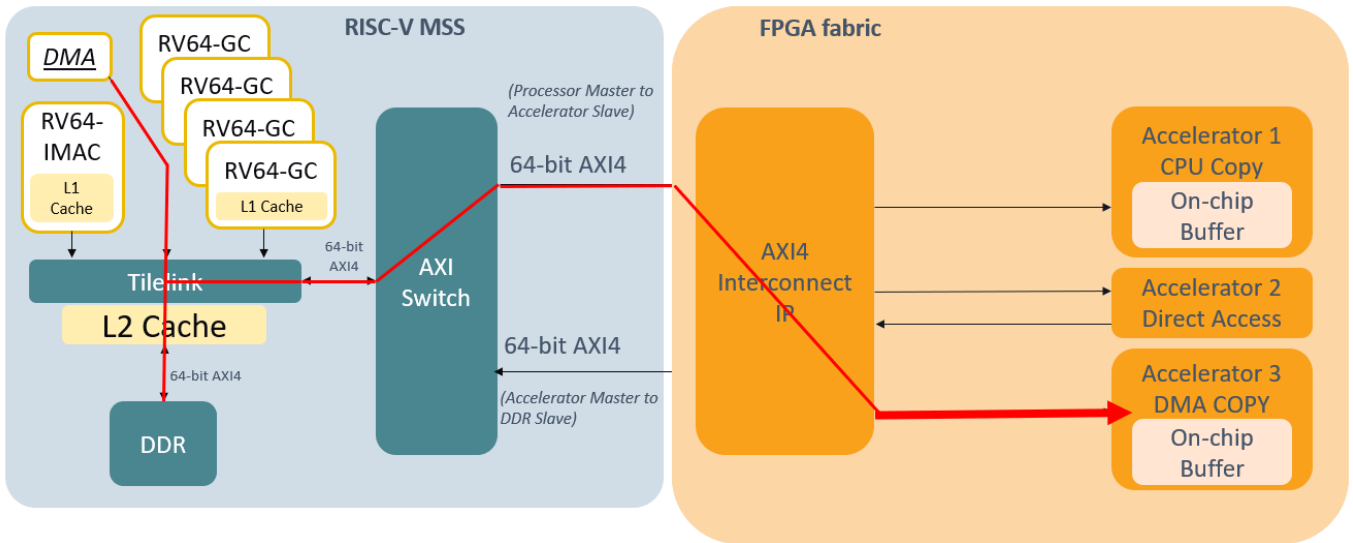 RISC-V MSS
FPGA fabric
DMA
RV64-GC
RV64-GC
RV64-GC
RV64-GC
L1 Cache
RV64-
IMAC
L1
Cache
(Processor Master to
Accelerator Slave)
64-bit AXI4
64-bit
AXI4
Tilelink
L2 Cache
64-bit AXI4
DDR
AXI
Switch
64-bit AXI4
(Accelerator Master to
DDR Slave)
AXI4
Interconnect
IP
Accelerator 1
CPU Copy
On-chip
Buffer
Accelerator 2
Direct Access
Accelerator 3
DMA COPY
On-chip
Buffer